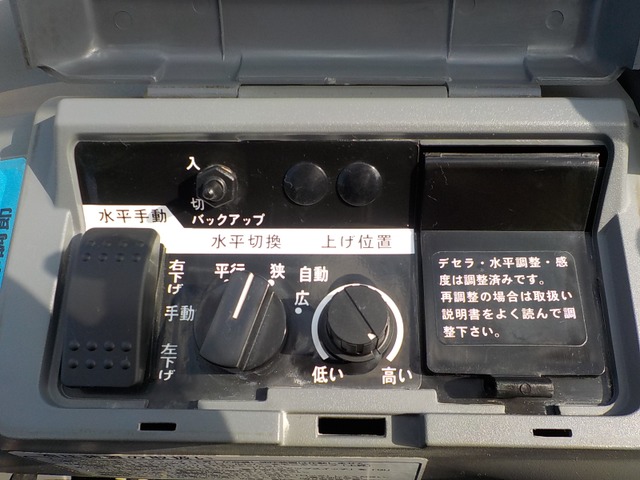 入
切
バックアップ
水平手動
水平切換
上げ位置
右下げ
手動
左下げ
平行
狭
自動
広
低い
高い
デセラ・水平調整・感
度は調整済みです。
再調整の場合は取扱い
説明書をよく読んで調
整下さい。